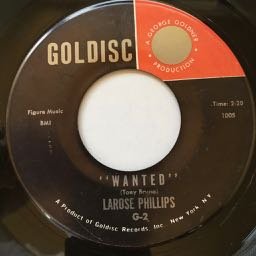 GOLDISC
· A GEORGE GOLDNER ·
PRODUCTION
Figure Music
BMI
Time: 2:20
1005
"WANTED"
(Tony Bruno)
LAROSE PHILLIPS
G-2
A Product of Goldisc Records, Inc. New York, N.Y.